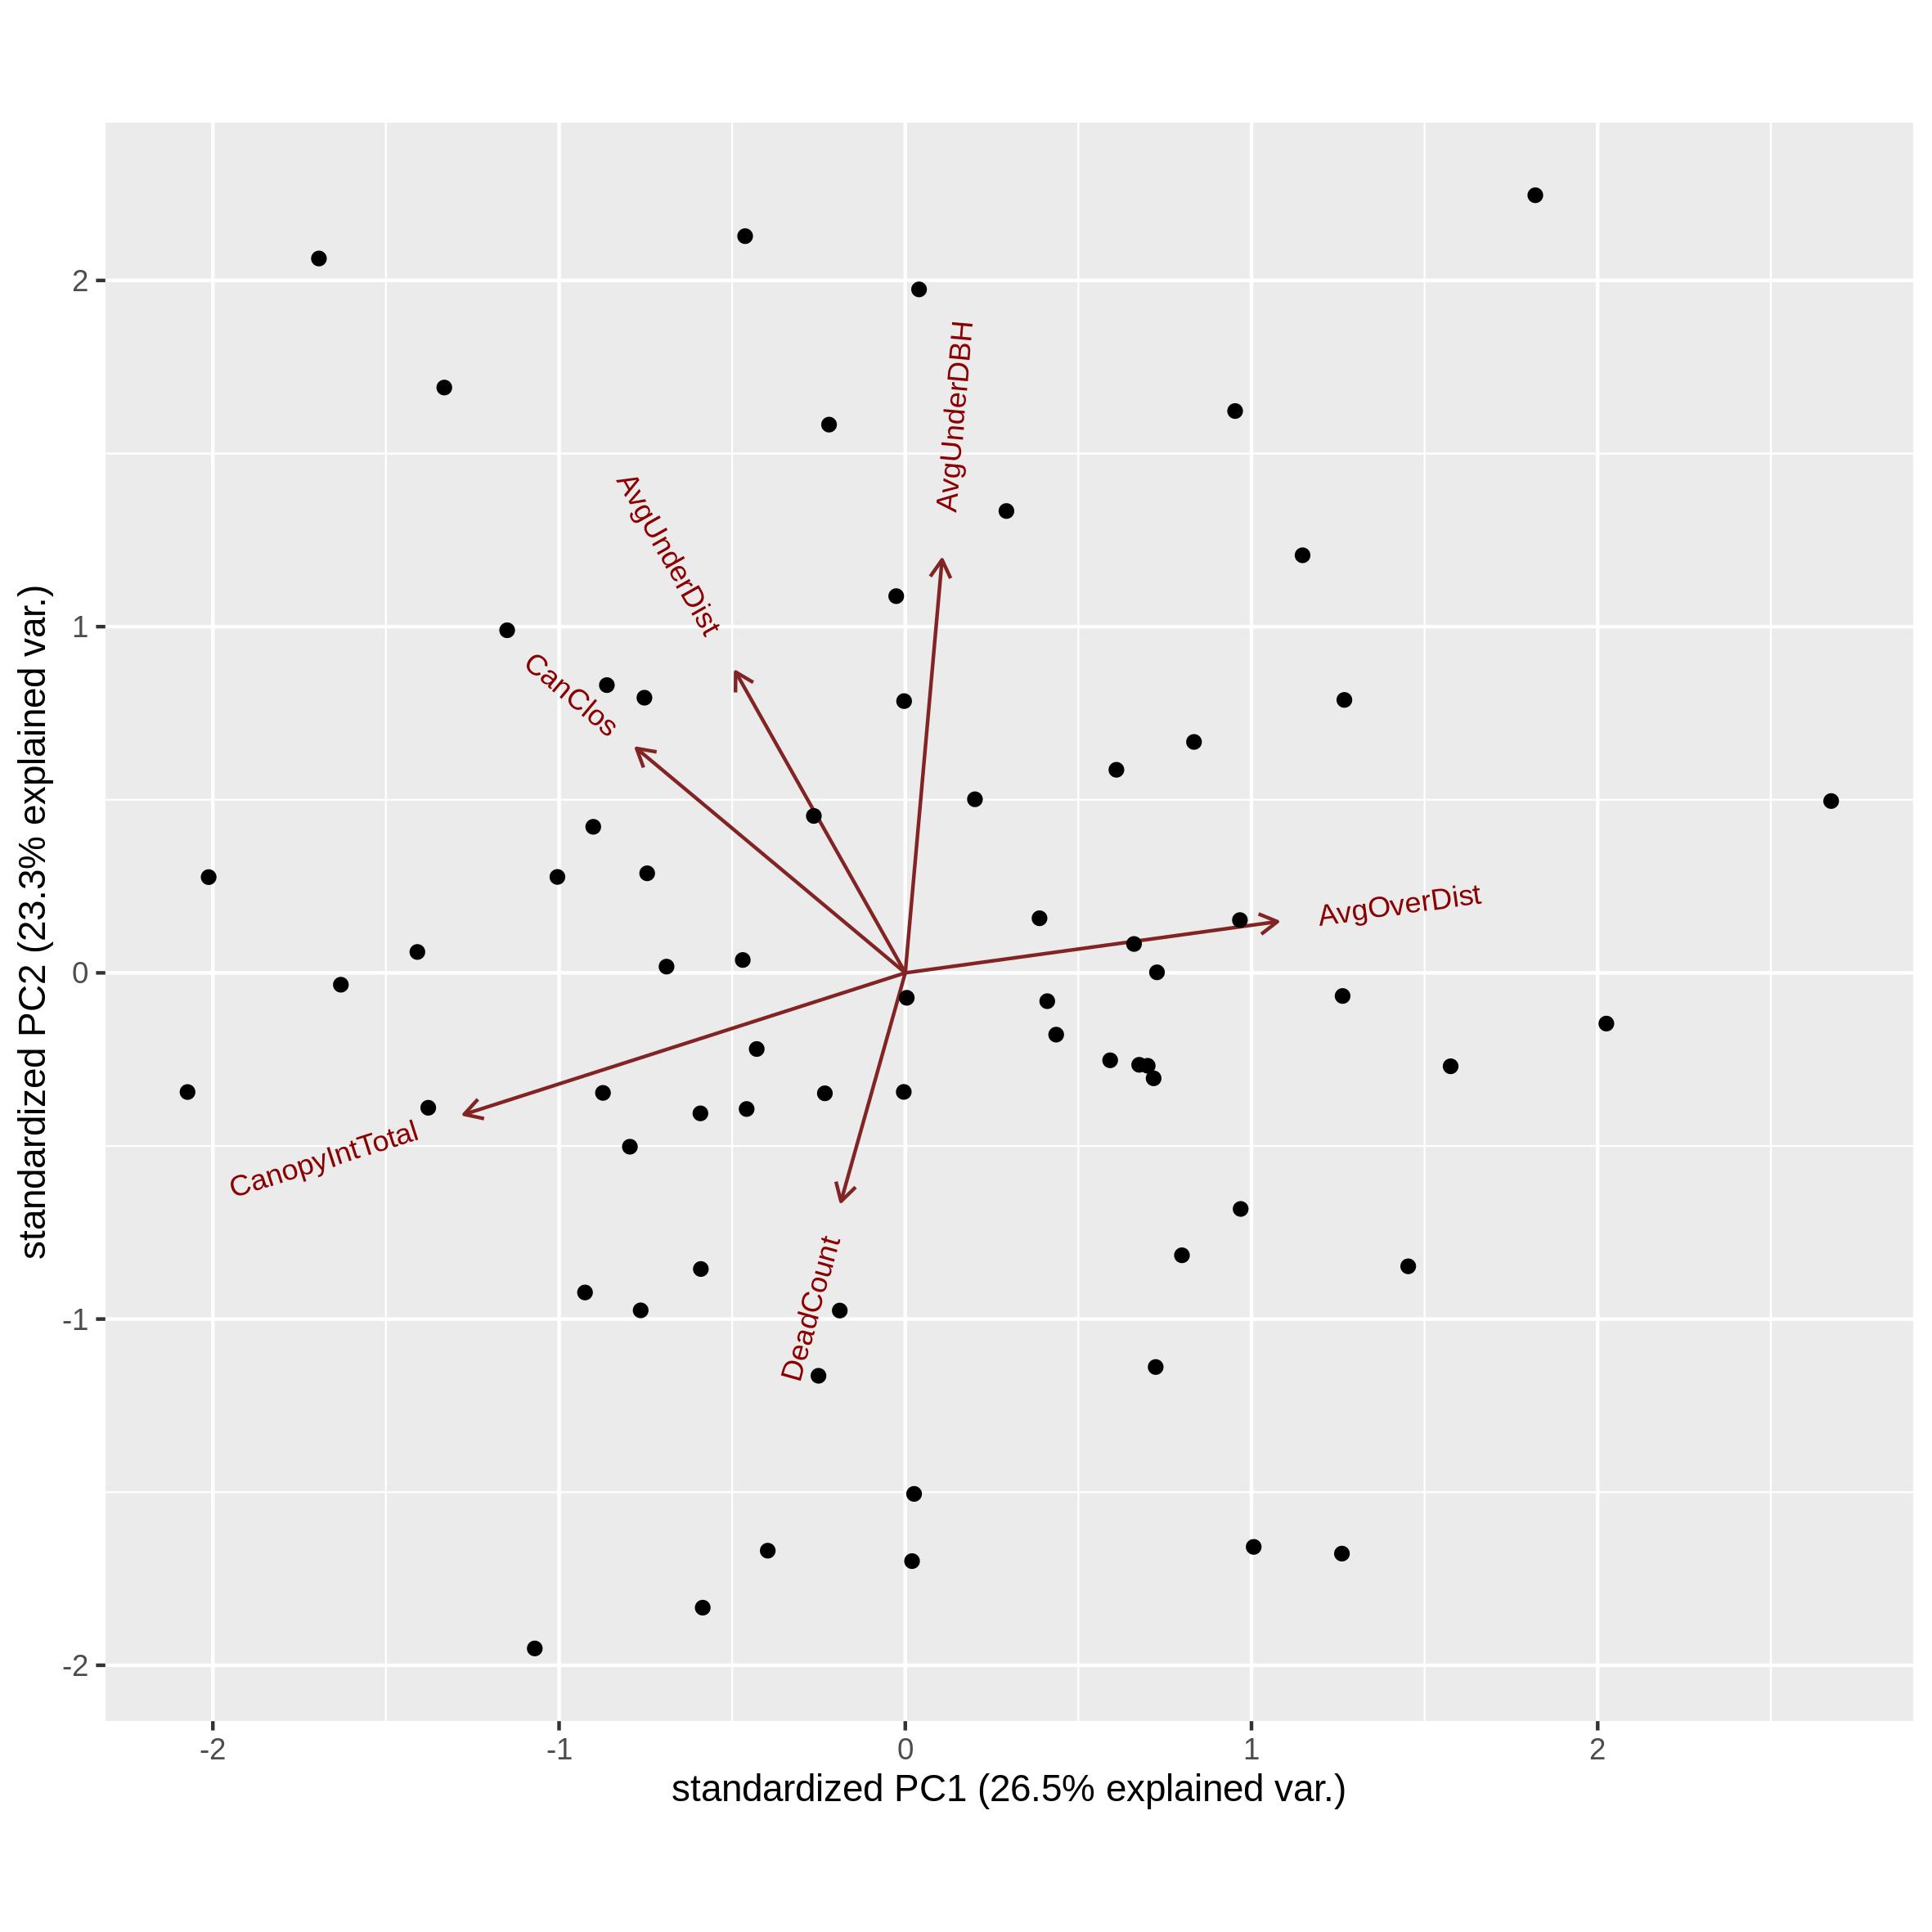 AvgUnderDBH
AvgUnderDist
CanClos
AvgOverDist
CanopyIntTotal
DeadCount
2
1
0
-1
-2
standardized PC2 (23.3% explained var.)
-2
-1
0
1
2
standardized PC1 (26.5% explained var.)